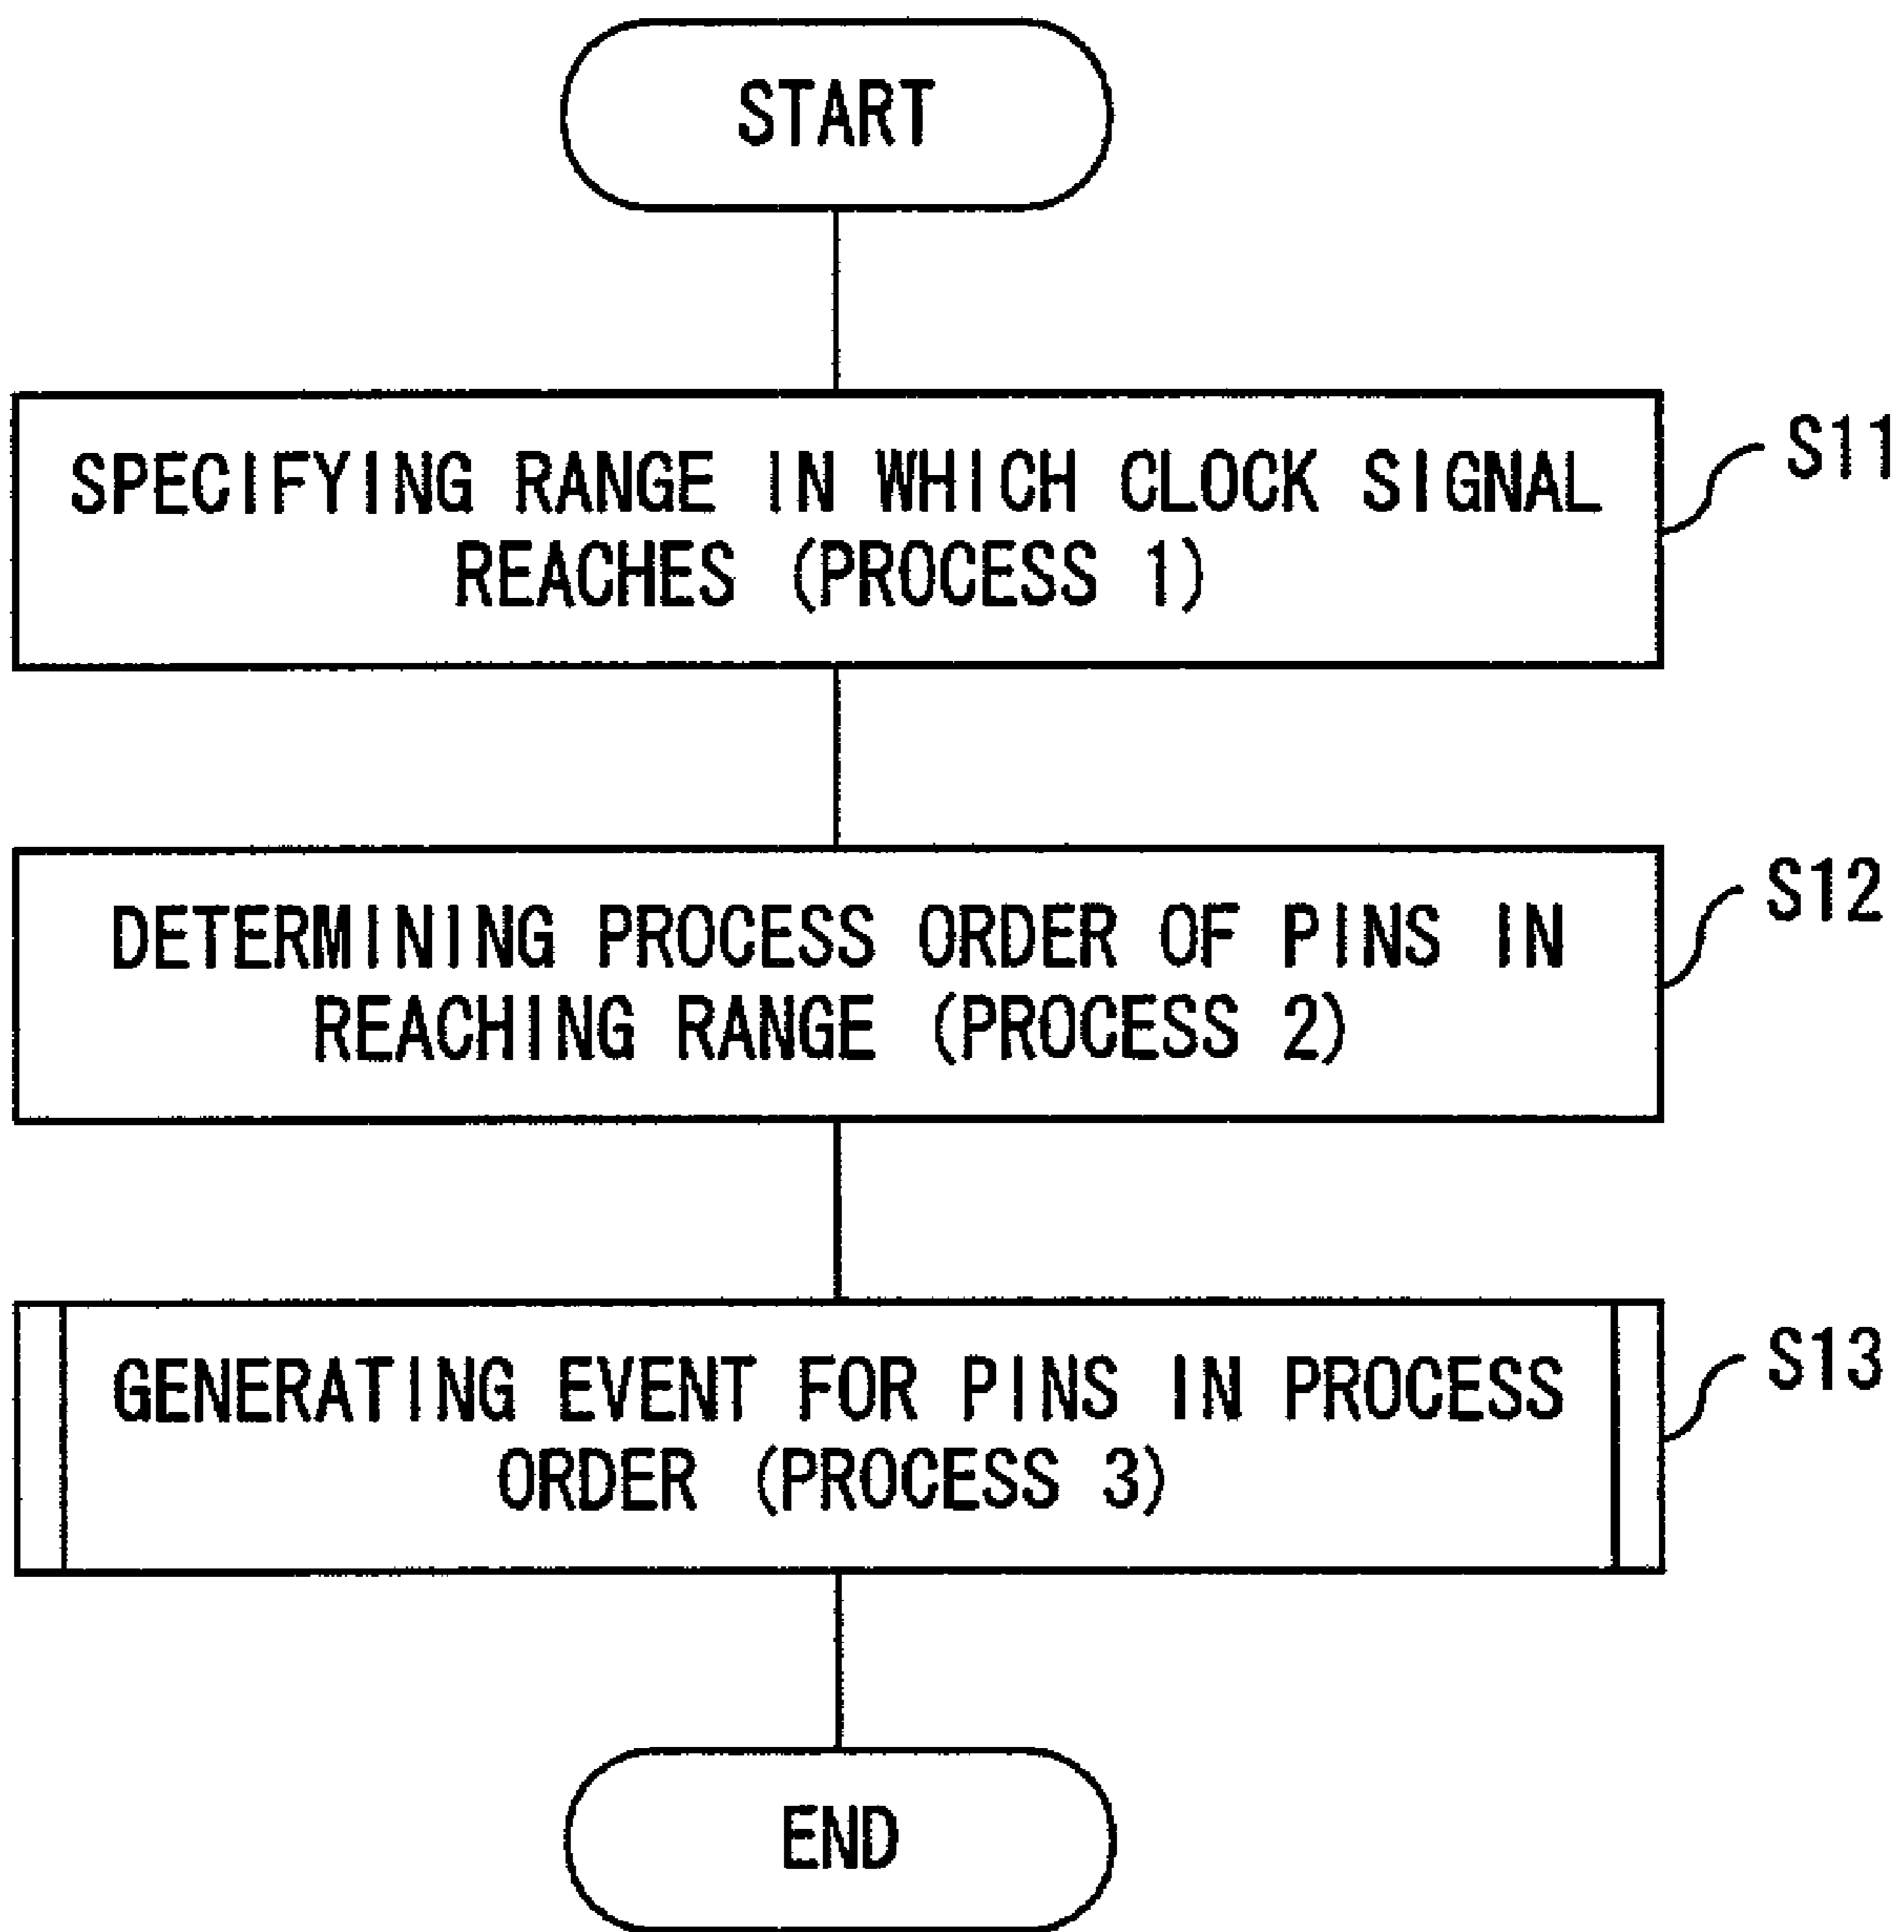 START
SPECIFYING RANGE IN WHICH CLOCK SIGNAL
REACHES (PROCESS 1)
S11
DETERMINING PROCESS ORDER OF PINS IN
REACHING RANGE (PROCESS 2)
S12
GENERATING EVENT FOR PINS IN PROCESS
ORDER (PROCESS 3)
S13
END